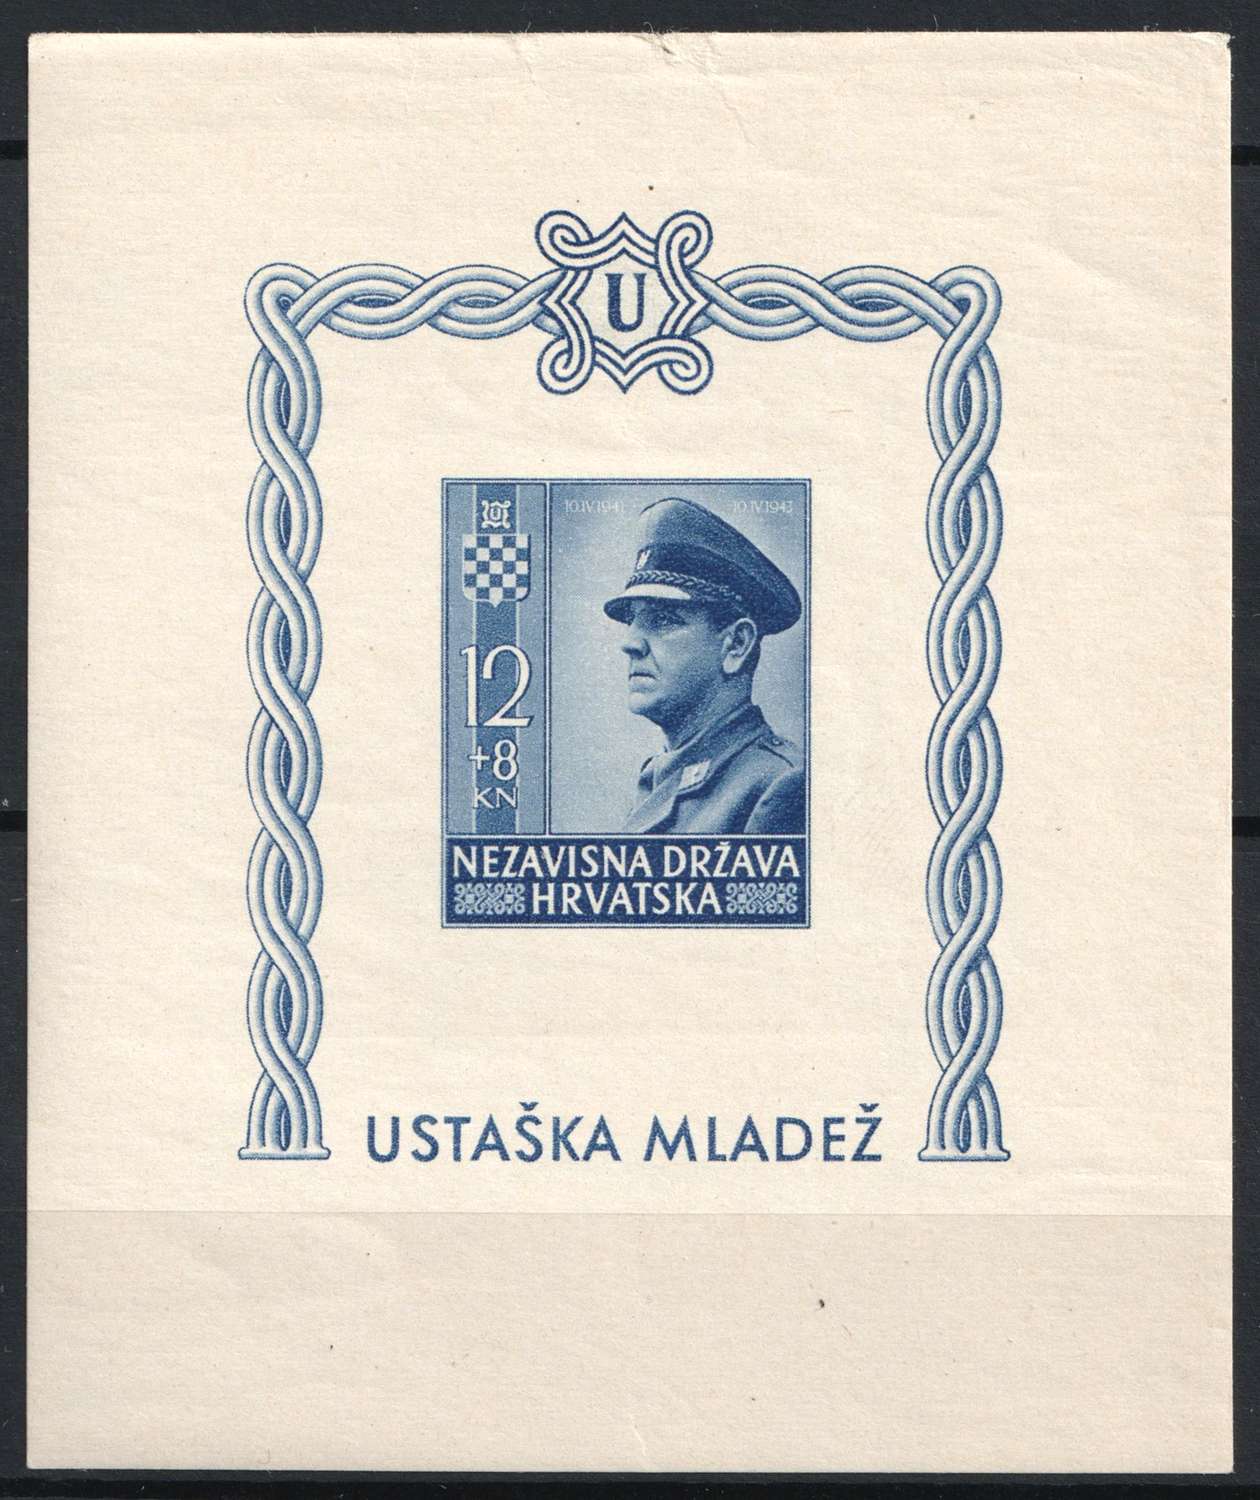 U
U
10.IV.1941 10.IV.1943
12
+8
KN
NEZAVISNA DRŽAVA
HRVATSKA
USTAŠKA MLADEŽ